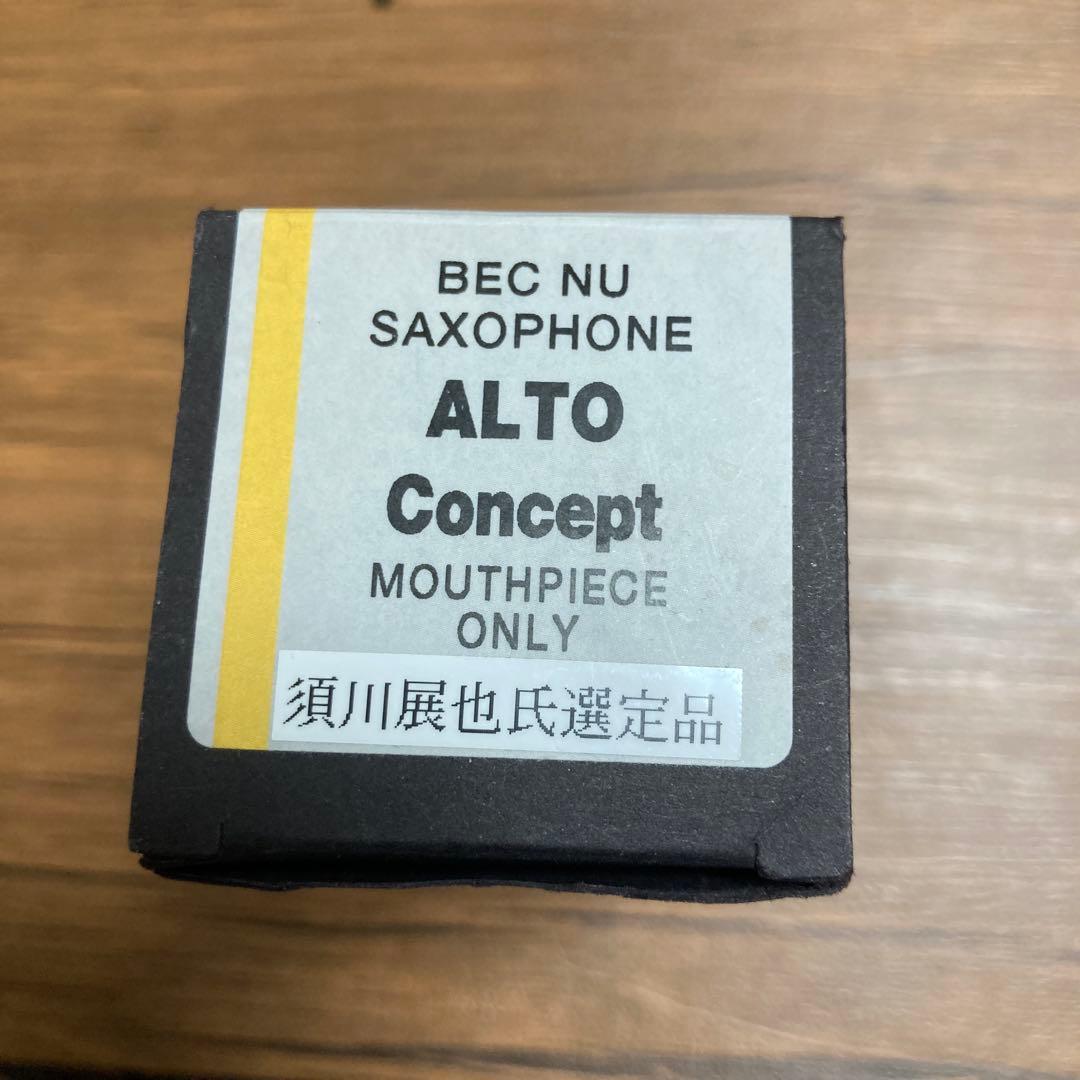 BEC NU
SAXOPHONE
ALTO
Concept
MOUTHPIECE
ONLY
須川展也氏選定品